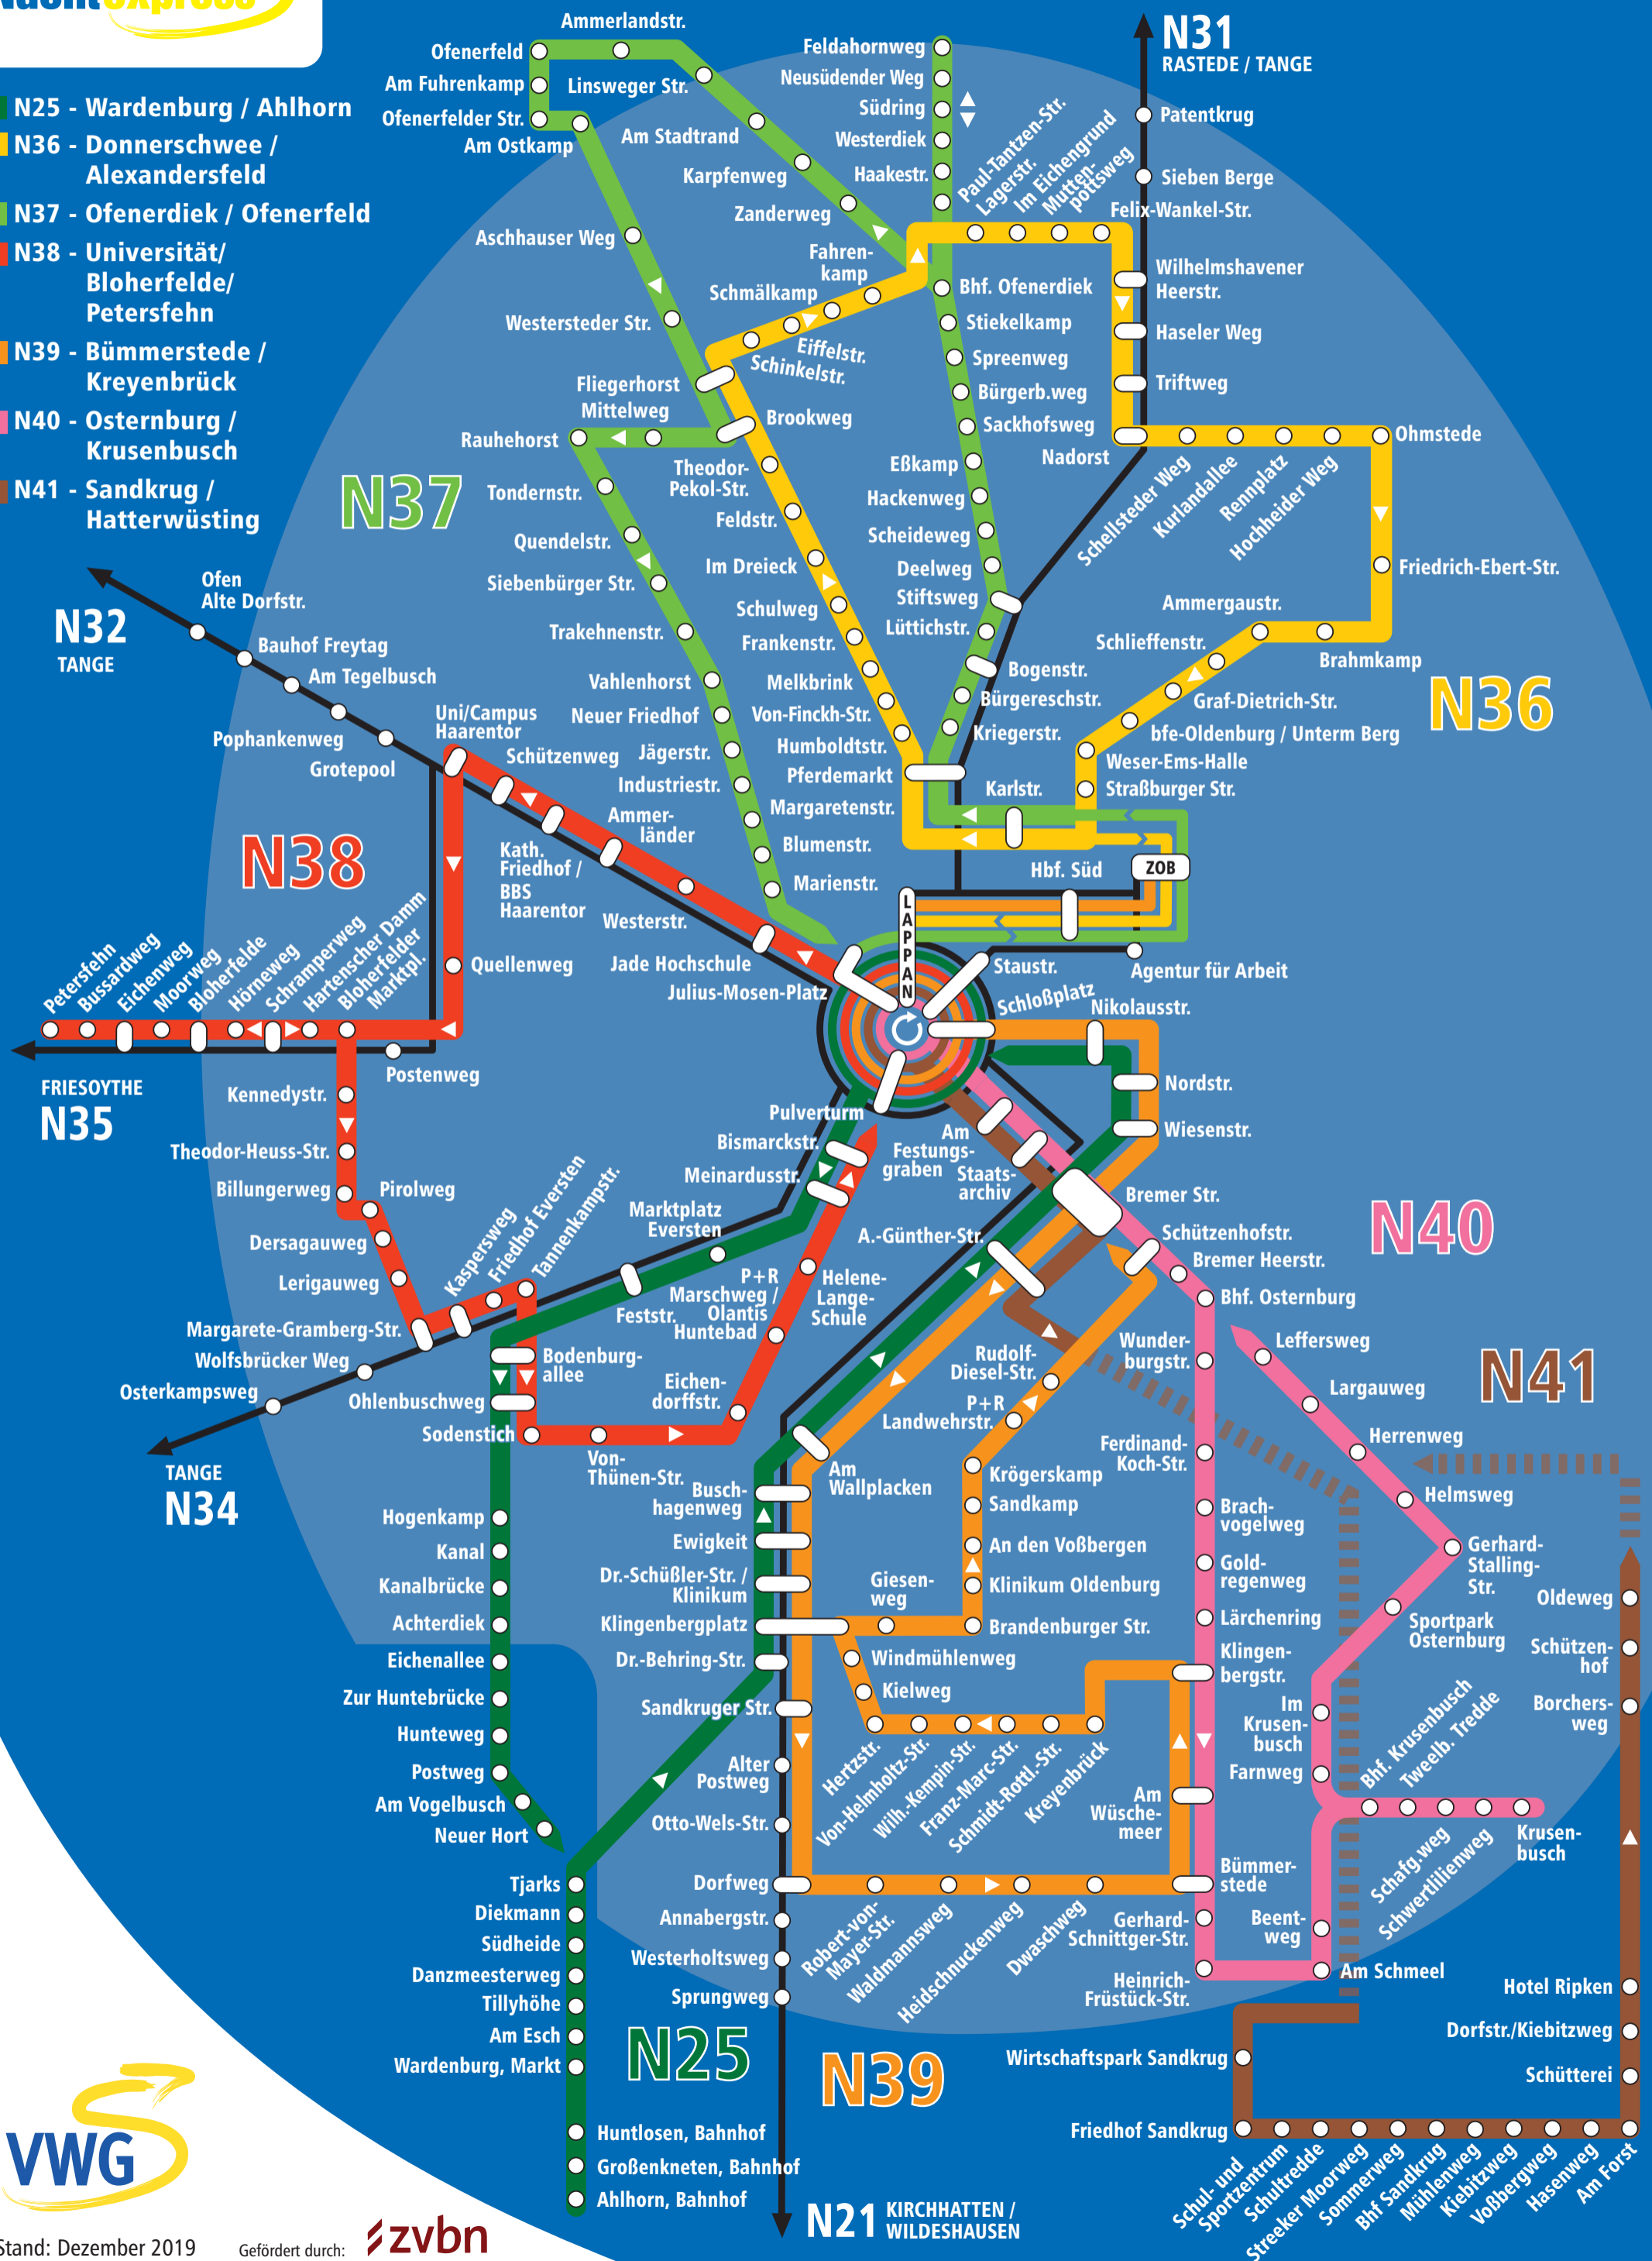 Nachtexpress
N25 - Wardenburg / Ahlhorn
N36 - Donnerschwee /
Alexandersfeld
N37 - Ofenerdiek / Ofenerfeld
N38 - Universität/
Bloherfelde/
Petersfehn
N39 - Bümmerstede /
Kreyenbrück
N40 - Osternburg /
Krusenbusch
N41 - Sandkrug /
Hatterwüsting
Ammerlandstr.
Ofenerfeld
Am Fuhrenkamp
Linsweger Str.
Ofenerfelder Str.
Am Ostkamp
Am Stadtrand
Karpfenweg
Zanderweg
Aschhauser Weg
Westersteder Str.
Fliegerhorst
Mittelweg
Rauhehorst
N37
Tondernstr.
Quendelstr.
Siebenbürger Str.
Trakehnenstr.
Vahlenhorst
Neuer Friedhof
Jägerstr.
Industriestr.
Margaretenstr.
Blumenstr.
Marienstr.
Feldahornweg
Neusüdender Weg
Südring
Westerdiek
Haakestr.
Paul-Tantzen-Str.
Lagerstr.
Im Eichengrund
Mutten-
pottsweg
Felix-Wankel-Str.
N31
RASTEDE / TANGE
Patentkrug
Sieben Berge
Wilhelmshavener
Heerstr.
Haseler Weg
Triftweg
Nadorst
Fahren-
kamp
Schmälkamp
Eiffelstr.
Schinkelstr.
Brookweg
Theodor-
Pekol-Str.
Feldstr.
Im Dreieck
Schulweg
Frankenstr.
Melkbrink
Von-Finckh-Str.
Humboldtstr.
Pferdemarkt
Bhf. Ofenerdiek
Stiekelkamp
Spreenweg
Bürgerb.weg
Sackhofsweg
Eßkamp
Hackenweg
Scheideweg
Deelweg
Stiftsweg
Lüttichstr.
Bogenstr.
Bürgereschstr.
Kriegerstr.
Karlstr.
Schellsteder Weg
Kurlandallee
Rennplatz
Hochheider Weg
Ohmstede
Friedrich-Ebert-Str.
Ammergaustr.
Brahmkamp
Schlieffenstr.
Graf-Dietrich-Str.
bfe-Oldenburg / Unterm Berg
Weser-Ems-Halle
Straßburger Str.
N36
Hbf. Süd
ZOB
LAPPAN
Agentur für Arbeit
Ofen
Alte Dorfstr.
N32
TANGE
Bauhof Freytag
Am Tegelbusch
Pophankenweg
Grotepool
Uni/Campus
Haarentor
Schützenweg
Kath.
Friedhof /
BBS
Haarentor
Ammer-
länder
Westerstr.
Jade Hochschule
Julius-Mosen-Platz
N38
Quellenweg
Petersfehn
Bussardweg
Eichenweg
Moorweg
Bloherfelde
Hörneweg
Schramperweg
Hartenscher Damm
Bloherfelder
Marktpl.
FRIESOYTHE
N35
Postenweg
Kennedystr.
Theodor-Heuss-Str.
Billungerweg
Pirolweg
Dersagauweg
Lerigauweg
Margarete-Gramberg-Str.
Wolfsbrücker Weg
Osterkampsweg
TANGE
N34
Kaspersweg
Friedhof Eversten
Tannenkampstr.
Feststr.
Marktplatz
Eversten
Meinardusstr.
Bismarckstr.
Pulverturm
Bodenburg-
allee
Ohlenbuschweg
Sodenstich
Von-
Thünen-Str.
Eichen-
dorffstr.
P+R
Marschweg /
Olantis
Huntebad
Helene-
Lange-
Schule
Hogenkamp
Kanal
Kanalbrücke
Achterdiek
Eichenallee
Zur Huntebrücke
Hunteweg
Postweg
Am Vogelbusch
Neuer Hort
Tjarks
Diekmann
Südheide
Danzmeesterweg
Tillyhöhe
Am Esch
Wardenburg, Markt
Huntlosen, Bahnhof
Großenkneten, Bahnhof
Ahlhorn, Bahnhof
N25
Staustr.
Schloßplatz
Nikolausstr.
Nordstr.
Wiesenstr.
Am
Festungs-
graben
Staats-
archiv
Bremer Str.
A.-Günther-Str.
Schützenhofstr.
Bremer Heerstr.
Bhf. Osternburg
N40
N41
Rudolf-
Diesel-Str.
P+R
Landwehrstr.
Krögerskamp
Sandkamp
An den Voßbergen
Klinikum Oldenburg
Brandenburger Str.
Giesen-
weg
Windmühlenweg
Kielweg
Am
Wallplacken
Busch-
hagenweg
Ewigkeit
Dr.-Schüßler-Str. /
Klinikum
Klingenbergplatz
Dr.-Behring-Str.
Sandkruger Str.
Alter
Postweg
Otto-Wels-Str.
Dorfweg
Annabergstr.
Westerholtsweg
Sprungweg
Hertzstr.
Von-Helmholtz-Str.
Wilh.-Kempin-Str.
Franz-Marc-Str.
Schmidt-Rottl.-Str.
Kreyenbrück
Robert-von-
Mayer-Str.
Waldmannsweg
Heidschnuckenweg
Dwaschweg
N39
Wunder-
burgstr.
Ferdinand-
Koch-Str.
Brach-
vogelweg
Gold-
regenweg
Lärchenring
Klingen-
bergstr.
Am
Wüsche-
meer
Bümmer-
stede
Gerhard-
Schnittger-Str.
Heinrich-
Früstück-Str.
Leffersweg
Largauweg
Herrenweg
Helmsweg
Gerhard-
Stalling-
Str.
Sportpark
Osternburg
Im
Krusen-
busch
Farnweg
Bhf. Krusenbusch
Tweelb. Tredde
Schafg.weg
Schwertlilienweg
Krusen-
busch
Beent-
weg
Am Schmeel
Oldeweg
Schützen-
hof
Borchers-
weg
Hotel Ripken
Dorfstr./Kiebitzweg
Schütterei
Wirtschaftspark Sandkrug
Friedhof Sandkrug
Schul- und
Sportzentrum
Schultredde
Streeker Moorweg
Sommerweg
Bhf Sandkrug
Mühlenweg
Kiebitzweg
Voßbergweg
Hasenweg
Am Forst
N21
KIRCHHATTEN /
WILDESHAUSEN
VWG
Stand: Dezember 2019
Gefördert durch:
zvbn